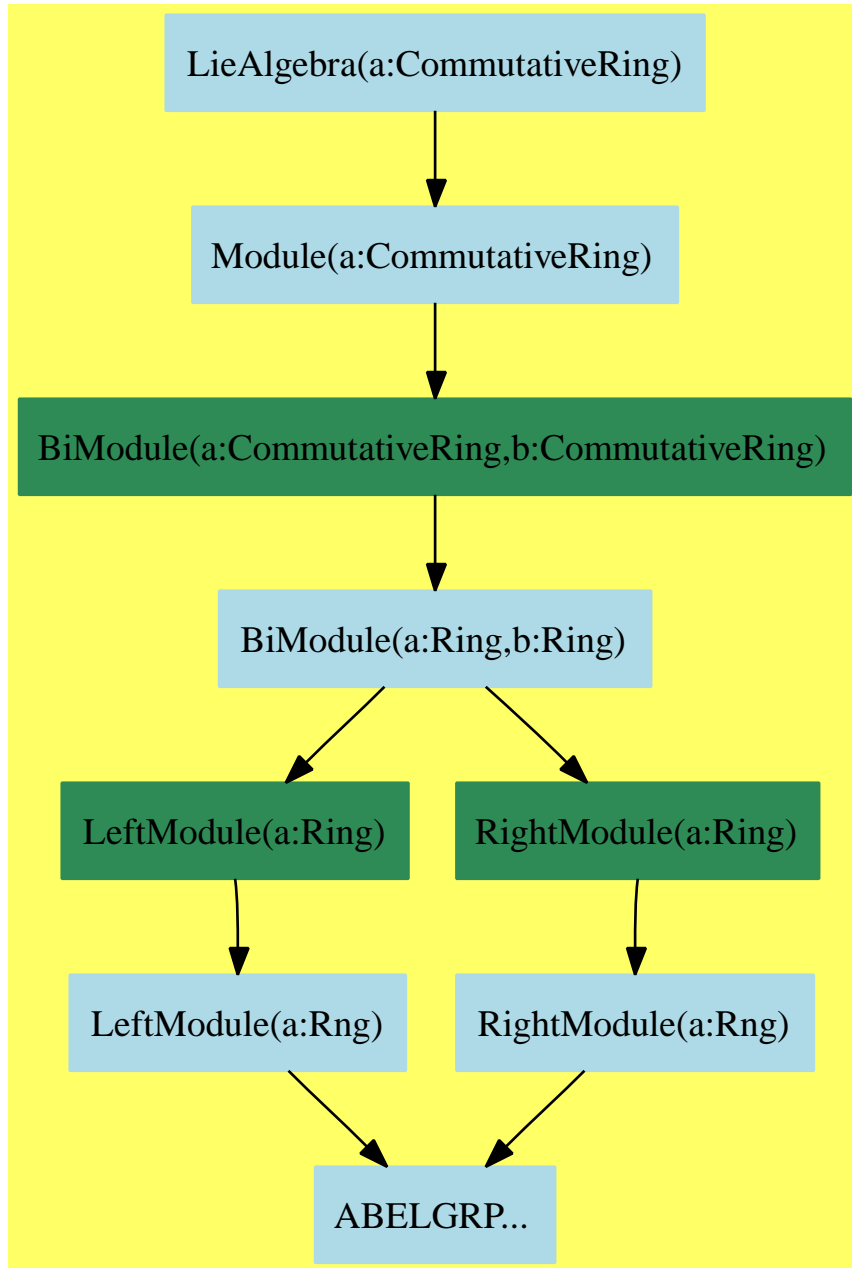 LieAlgebra(a:CommutativeRing)
Module(a:CommutativeRing)
BiModule(a:CommutativeRing,b:CommutativeRing)
BiModule(a:Ring,b:Ring)
LeftModule(a:Ring)
RightModule(a:Ring)
LeftModule(a:Rng)
RightModule(a:Rng)
ABELGRP...